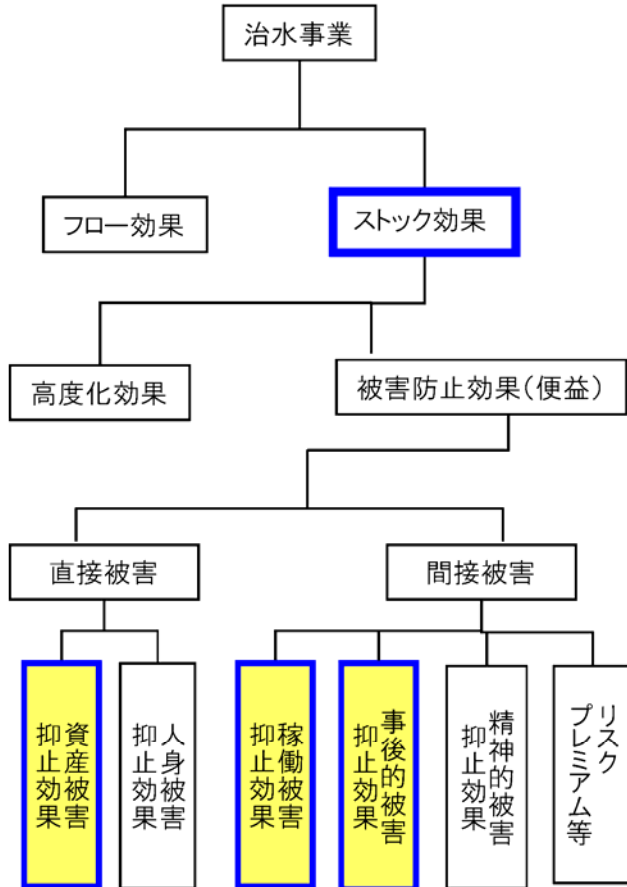 治水事業
フロー効果
ストック効果
高度化効果
被害防止効果(便益)
直接被害
間接被害
資産被害
抑止効果
人身被害
抑止効果
稼働被害
抑止効果
事後的被害
抑止効果
精神的被害
抑止効果
リスク
プレミアム等